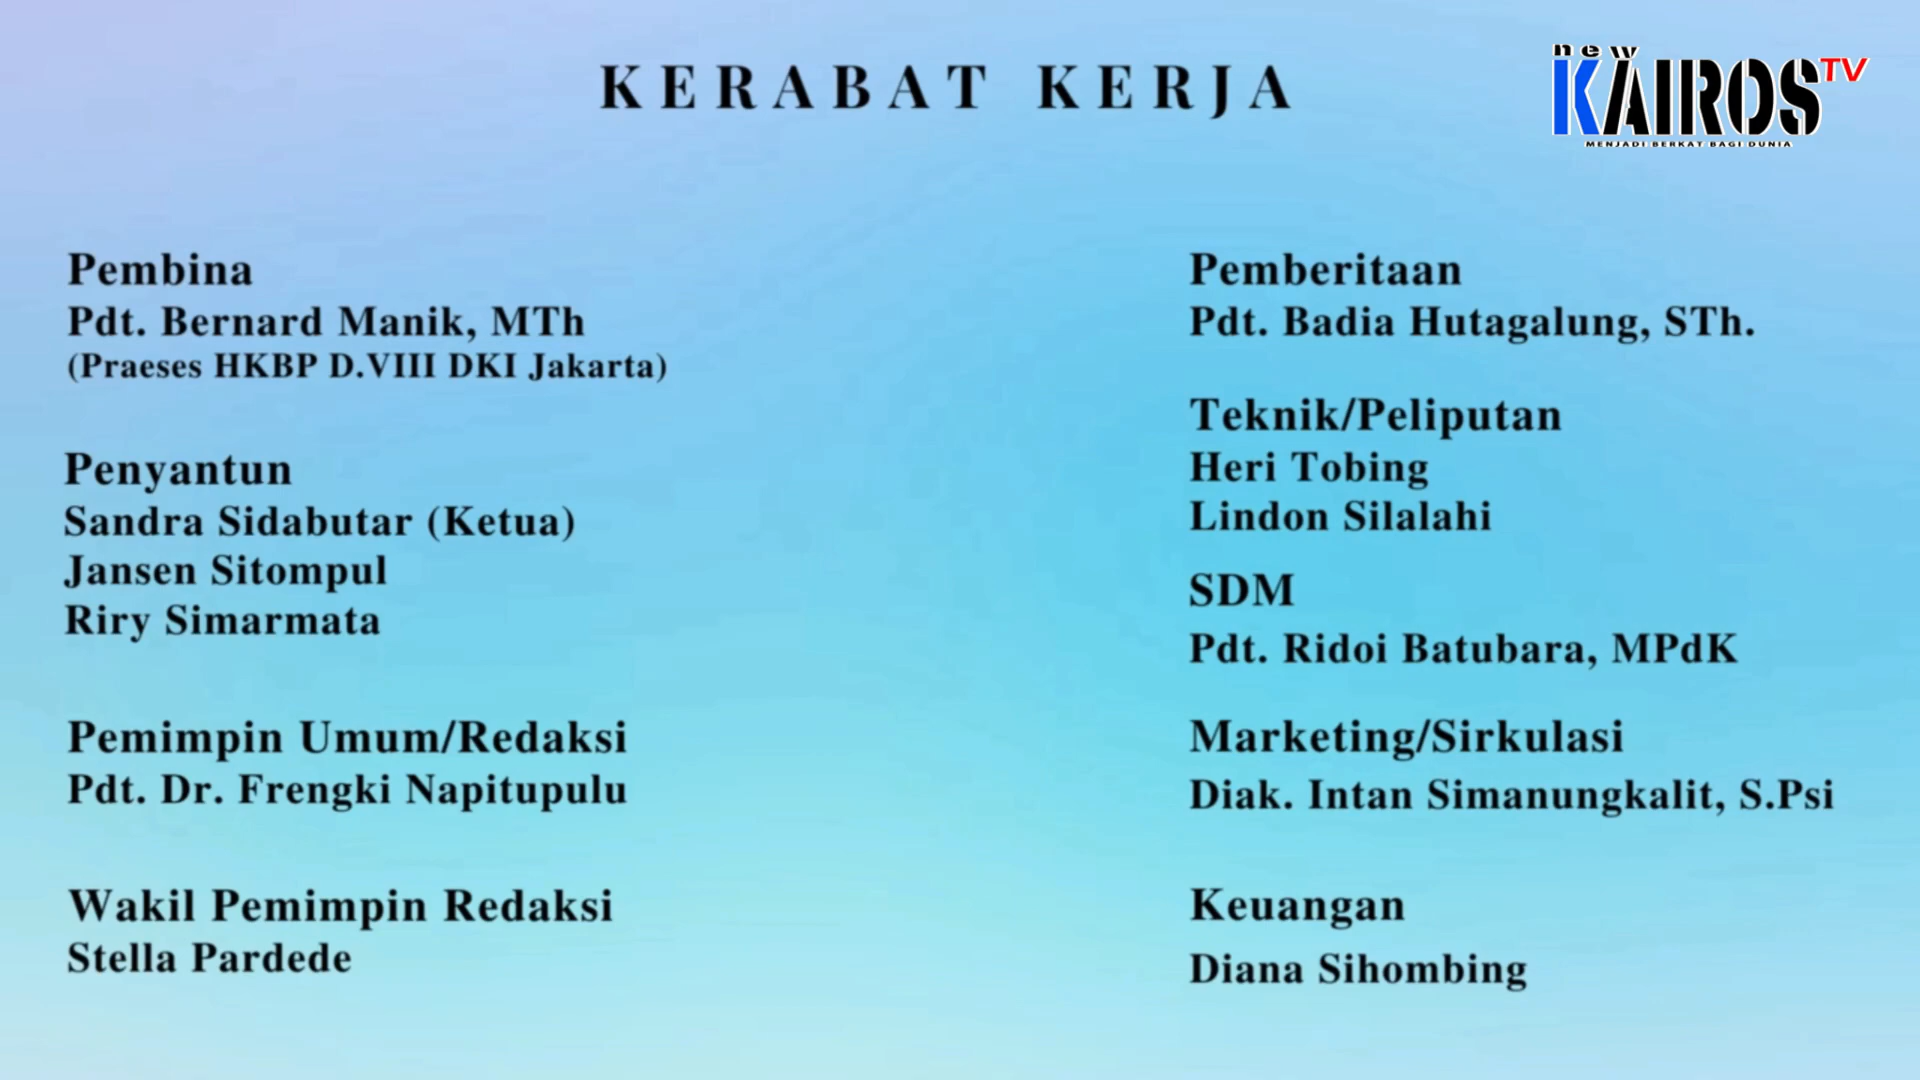 KERABAT KERJA
new
KAIROS TV
MENJADI BERKAT BAGI DUNIA
Pembina
Pdt. Bernard Manik, MTh
(Praeses HKBP D.VIII DKI Jakarta)
Penyantun
Sandra Sidabutar (Ketua)
Jansen Sitompul
Riry Simarmata
Pemimpin Umum/Redaksi
Pdt. Dr. Frengki Napitupulu
Wakil Pemimpin Redaksi
Stella Pardede
Pemberitaan
Pdt. Badia Hutagalung, STh.
Teknik/Peliputan
Heri Tobing
Lindon Silalahi
SDM
Pdt. Ridoi Batubara, MPdK
Marketing/Sirkulasi
Diak. Intan Simanungkalit, S.Psi
Keuangan
Diana Sihombing